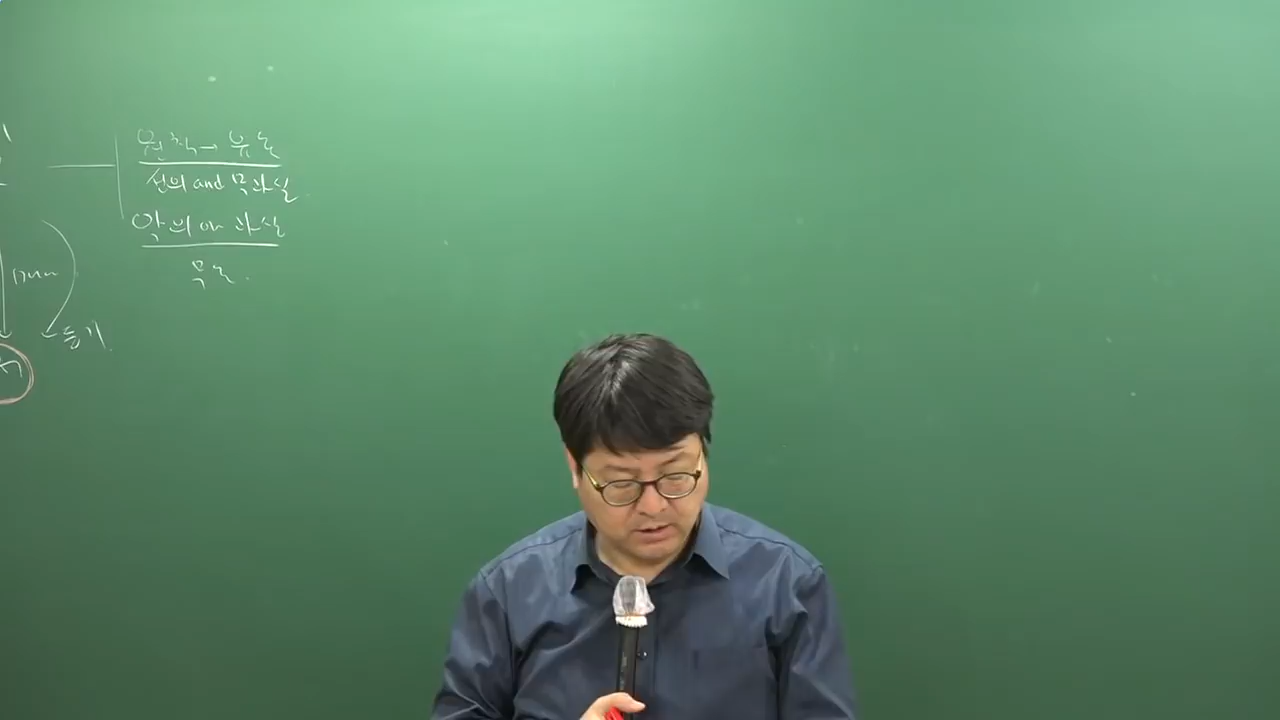 원칙→유효
선의 and 무과실
악의 or 과실
무효.
등기.